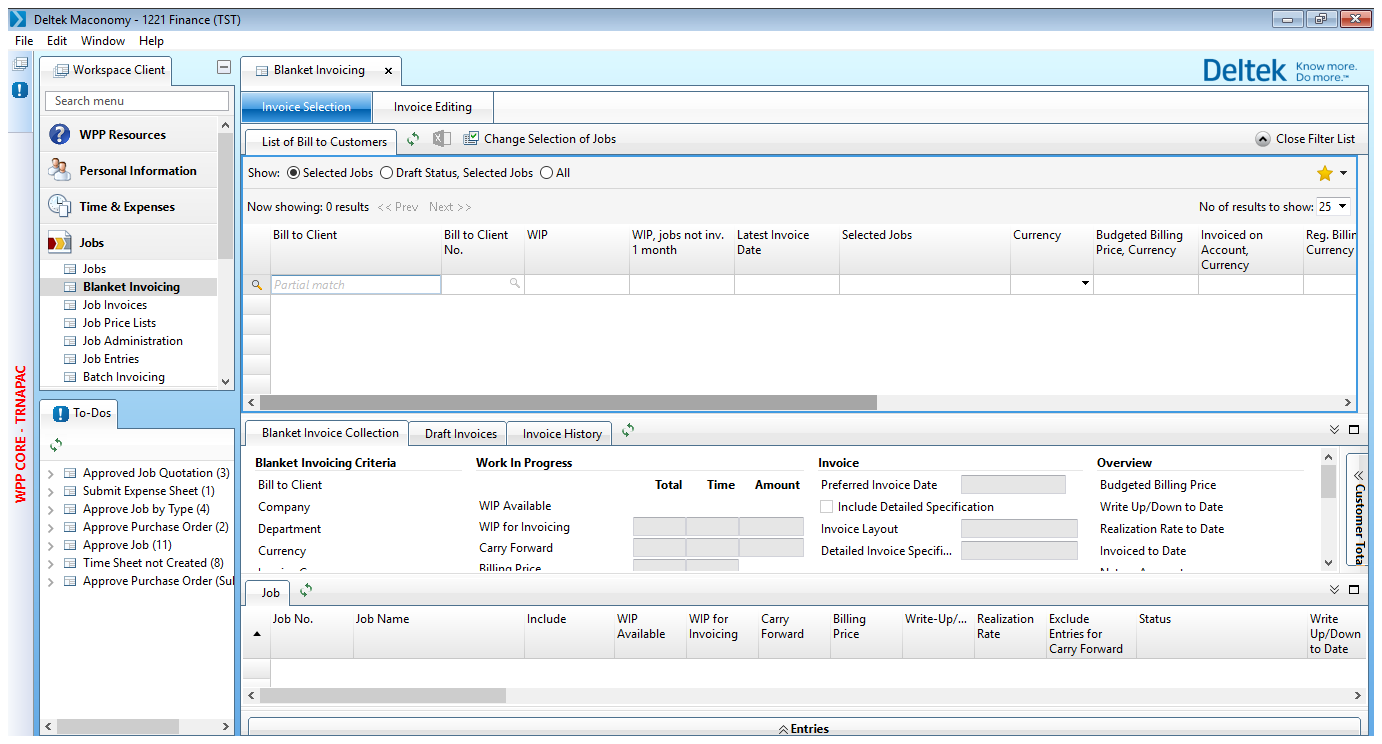 Deltek Maconomy - 1221 Finance (TST)
File Edit Window Help
Workspace Client
Search menu
WPP Resources
Personal Information
Time & Expenses
Jobs
Jobs
Blanket Invoicing
Job Invoices
Job Price Lists
Job Administration
Job Entries
Batch Invoicing
WPP CORE - TRNAPAC
To-Dos
Approved Job Quotation (3)
Submit Expense Sheet (1)
Approve Job by Type (4)
Approve Purchase Order (2)
Approve Job (11)
Time Sheet not Created (8)
Approve Purchase Order (Sul
Blanket Invoicing
Deltek Know more. Do more.™
Invoice Selection Invoice Editing
List of Bill to Customers Change Selection of Jobs Close Filter List
Show: Selected Jobs Draft Status, Selected Jobs All
Now showing: 0 results << Prev Next >> No of results to show: 25
Bill to Client Bill to Client No. WIP WIP, jobs not inv. 1 month Latest Invoice Date Selected Jobs Currency Budgeted Billing Price, Currency Invoiced on Account, Currency Reg. Billin Currency
Partial match
Blanket Invoice Collection Draft Invoices Invoice History
Blanket Invoicing Criteria Work In Progress Invoice Overview
Bill to Client Total Time Amount Preferred Invoice Date Budgeted Billing Price
Company WIP Available Include Detailed Specification Write Up/Down to Date
Department WIP for Invoicing Invoice Layout Realization Rate to Date
Currency Carry Forward Detailed Invoice Specifi... Invoiced to Date
Billing Price
<< Customer Tota
Job
Job No. Job Name Include WIP Available WIP for Invoicing Carry Forward Billing Price Write-Up/... Realization Rate Exclude Entries for Carry Forward Status Write Up/Down to Date
Entries